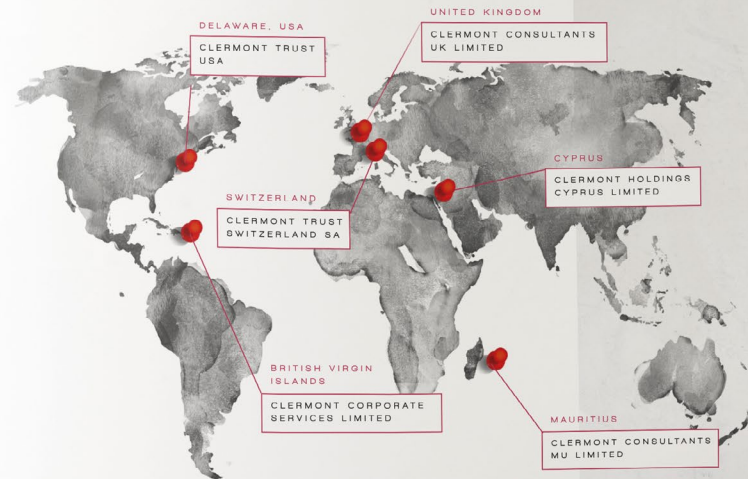 DELAWARE, USA
CLERMONT TRUST
USA
UNITED KINGDOM
CLERMONT CONSULTANTS
UK LIMITED
CYPRUS
CLERMONT HOLDINGS
CYPRUS LIMITED
SWITZERLAND
CLERMONT TRUST
SWITZERLAND SA
BRITISH VIRGIN
ISLANDS
CLERMONT CORPORATE
SERVICES LIMITED
MAURITIUS
CLERMONT CONSULTANTS
MU LIMITED